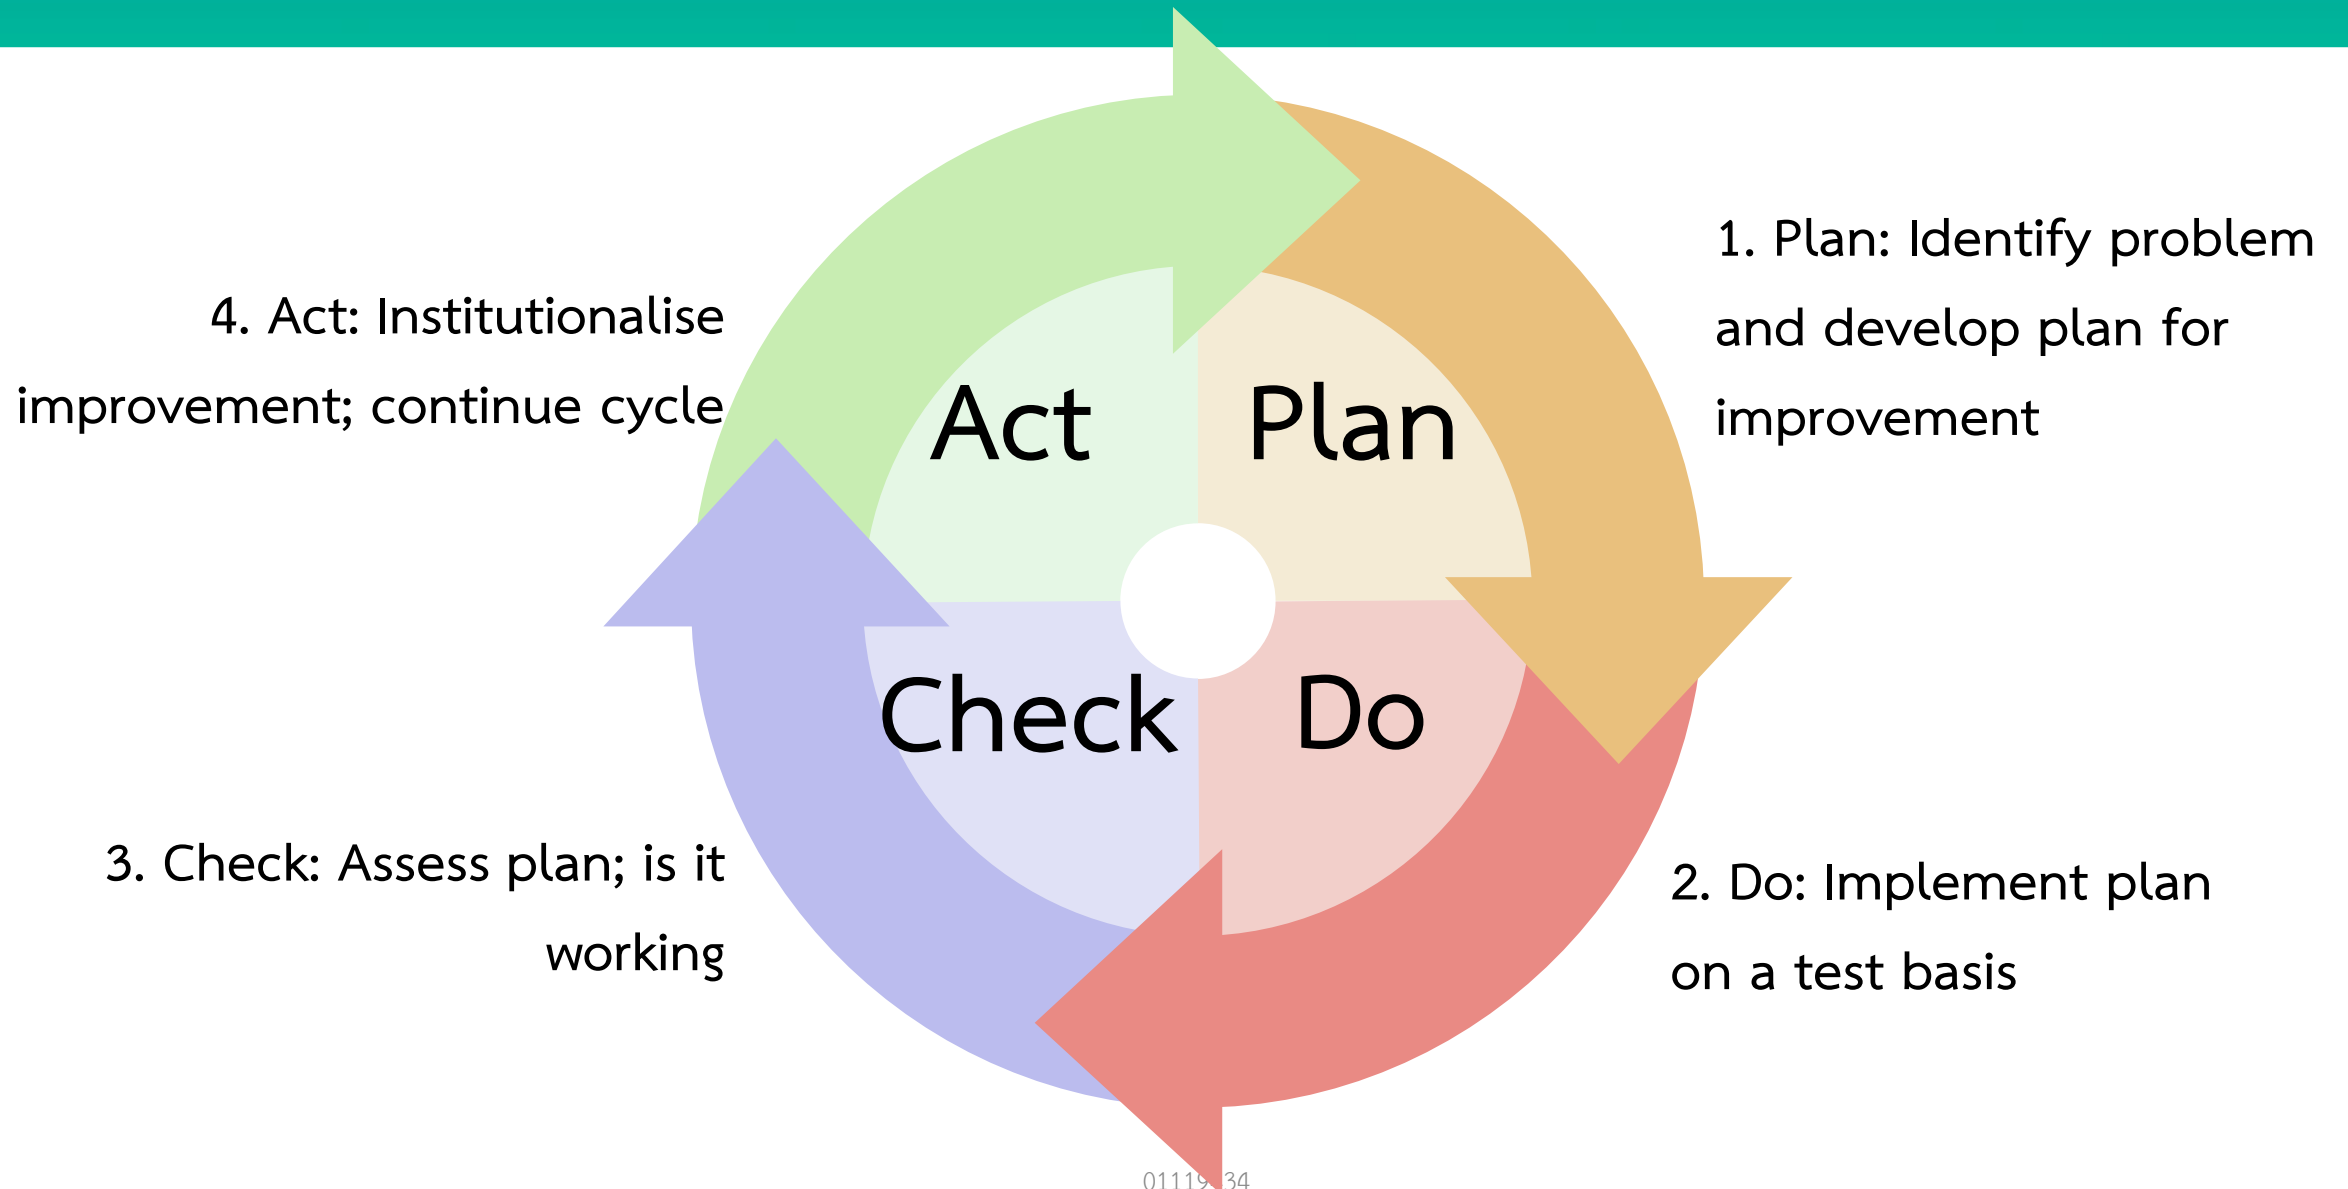 1. Plan: Identify problem
and develop plan for
improvement
4. Act: Institutionalise
improvement; continue cycle
Act
Plan
Check
Do
3. Check: Assess plan; is it
working
2. Do: Implement plan
on a test basis